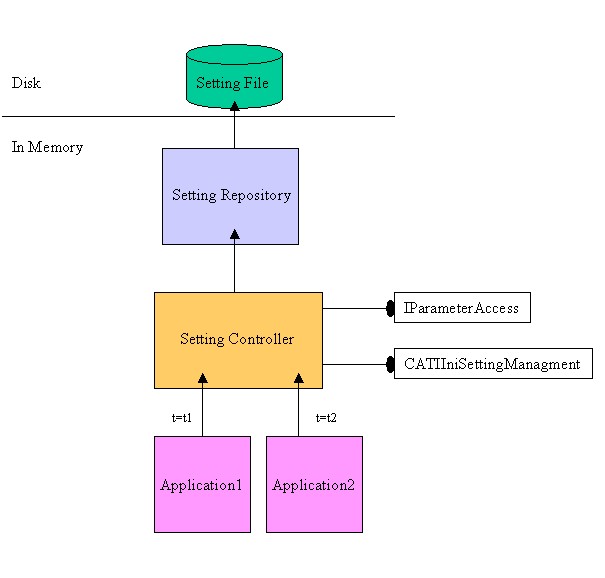 Setting File
Disk
In Memory
Setting Repository
IParameterAccess
Setting Controller
CATIIniSettingManagment
t=t1
t=t2
Application1
Application2